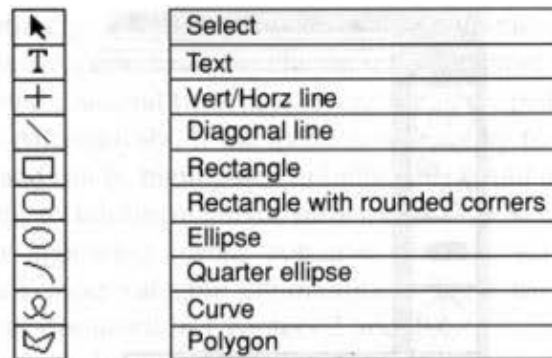 Select
T Text
Vert/Horz line
Diagonal line
Rectangle
Rectangle with rounded corners
Ellipse
Quarter ellipse
Curve
Polygon